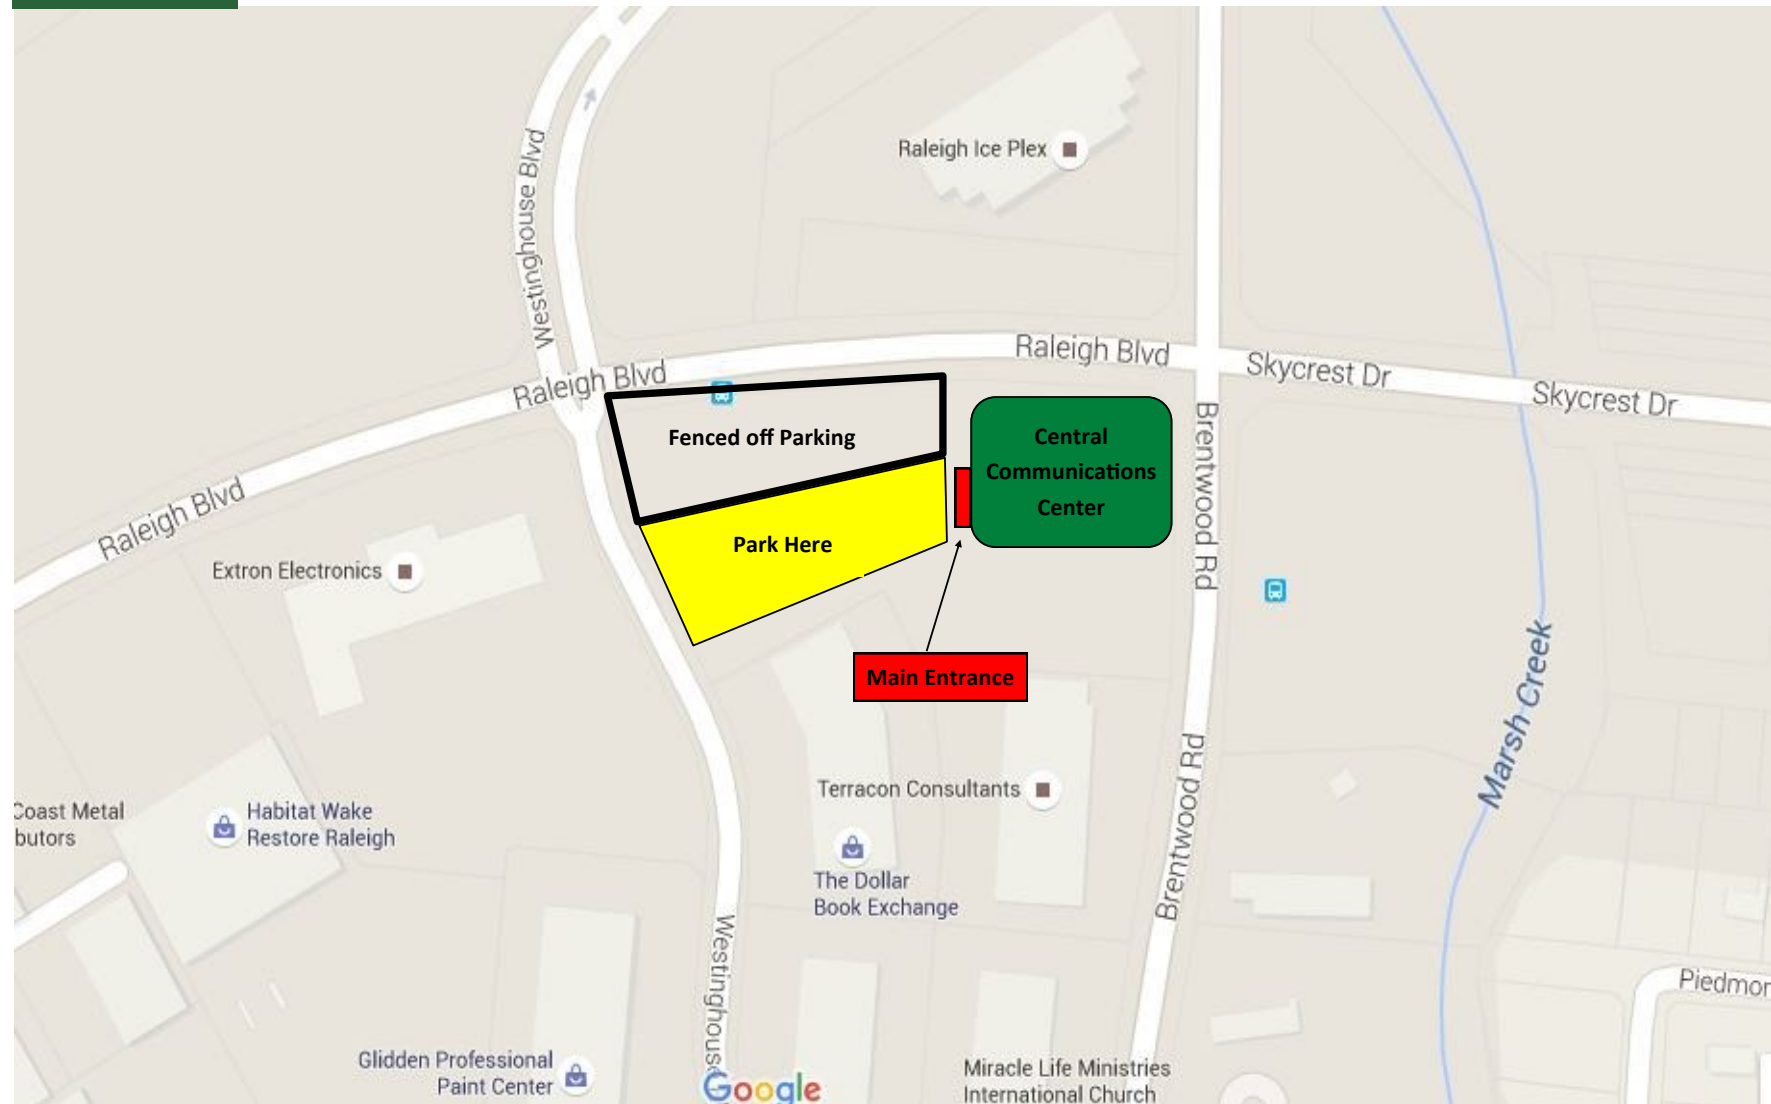 Westinghouse Blvd
Raleigh Ice Plex
Raleigh Blvd
Raleigh Blvd
Skycrest Dr
Skycrest Dr
Raleigh Blvd
Fenced off Parking
Central
Communications
Center
Brentwood Rd
Park Here
Extron Electronics
Main Entrance
Marsh Creek
Brentwood Rd
Terracon Consultants
Coast Metal
butors
Habitat Wake
Restore Raleigh
The Dollar
Book Exchange
Westinghouse
Piedmon
Glidden Professional
Paint Center
Google
Miracle Life Ministries
International Church